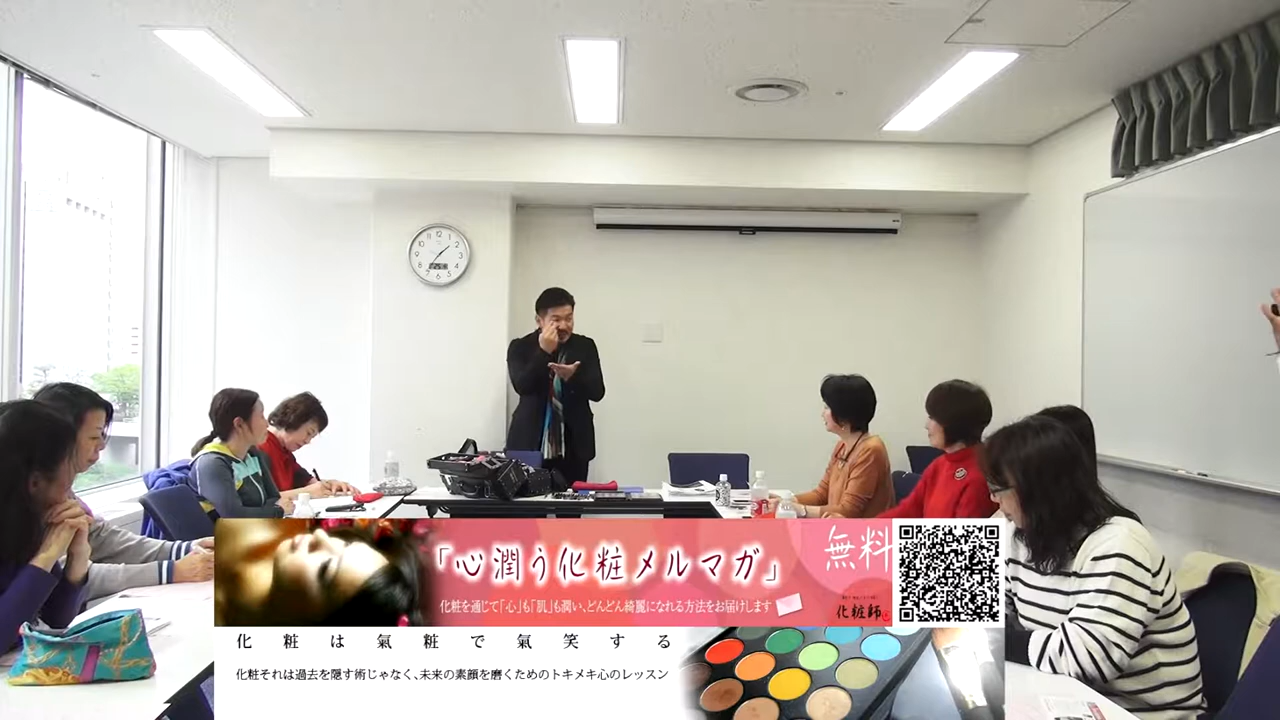 「心潤う化粧メルマガ」
無料
化粧を通じて「心」も「肌」も潤い、どんどん綺麗になれる方法をお届けします
化粧師
化粧は氣粧で氣笑する
化粧それは過去を隠す術じゃなく、未来の素顔を磨くためのトキメキ心のレッスン